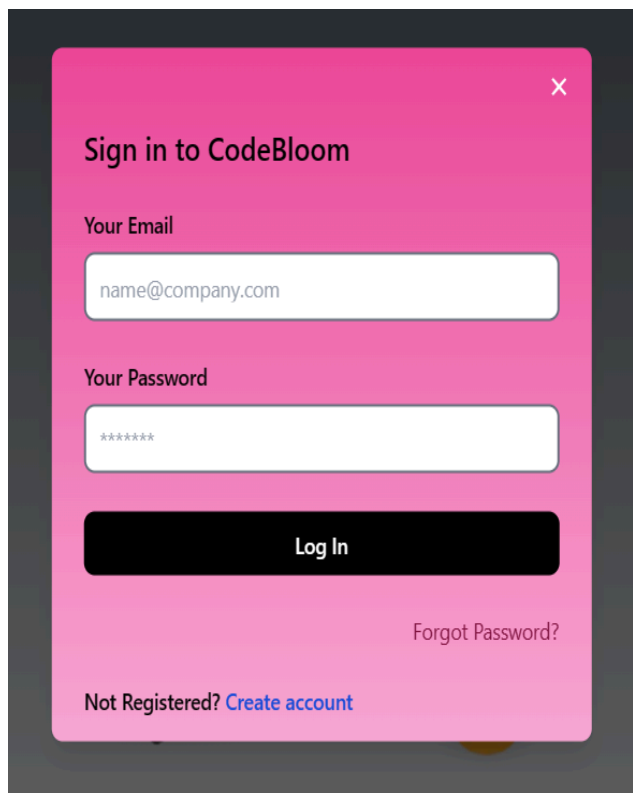 Sign in to CodeBloom
Your Email
name@company.com
Your Password
*******
Log In
Forgot Password?
Not Registered? Create account